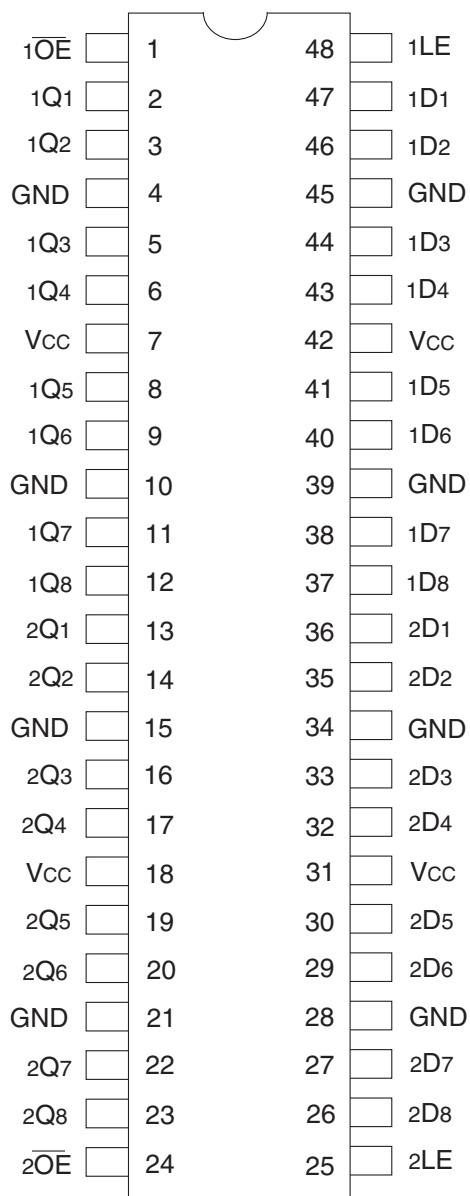 1O̅E̅ 1 48 1LE
1Q1 2 47 1D1
1Q2 3 46 1D2
GND 4 45 GND
1Q3 5 44 1D3
1Q4 6 43 1D4
VCC 7 42 VCC
1Q5 8 41 1D5
1Q6 9 40 1D6
GND 10 39 GND
1Q7 11 38 1D7
1Q8 12 37 1D8
2Q1 13 36 2D1
2Q2 14 35 2D2
GND 15 34 GND
2Q3 16 33 2D3
2Q4 17 32 2D4
VCC 18 31 VCC
2Q5 19 30 2D5
2Q6 20 29 2D6
GND 21 28 GND
2Q7 22 27 2D7
2Q8 23 26 2D8
2O̅E̅ 24 25 2LE